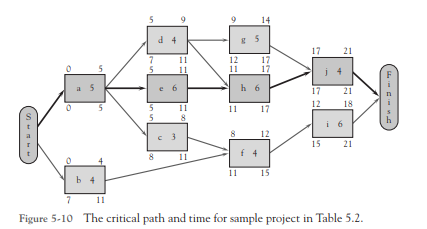 Start
0 5
a 5
0 5
0 4
b 4
7 11
5 9
d 4
7 11
5 11
e 6
5 11
5 8
c 3
8 11
9 14
g 5
12 17
11 17
h 6
11 17
8 12
f 4
11 15
17 21
j 4
17 21
12 18
i 6
15 21
Finish
Figure 5-10 The critical path and time for sample project in Table 5.2.